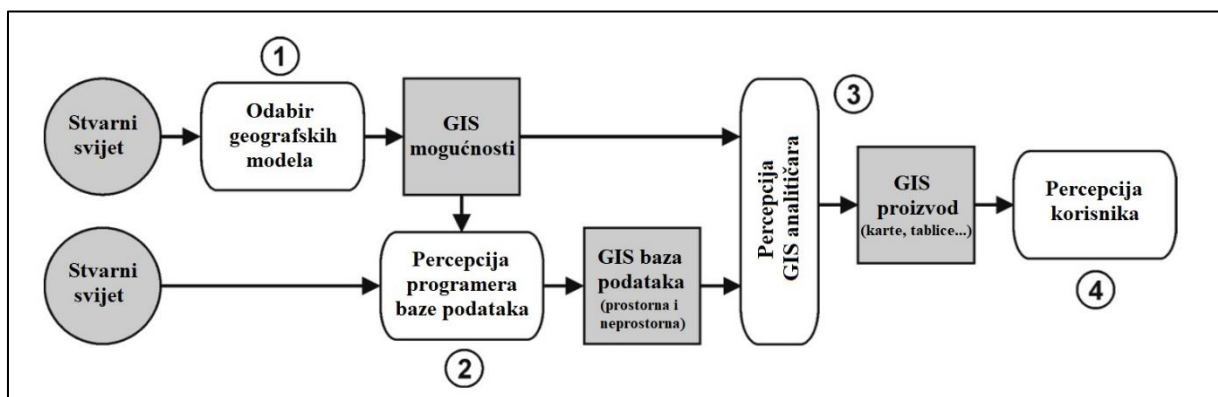 1
Stvarni
svijet
Odabir
geografskih
modela
GIS
mogućnosti
3
Percepcija
GIS analitičara
GIS
proizvod
(karte, tablice...)
Percepcija
korisnika
4
Stvarni
svijet
Percepcija
programera
baze podataka
2
GIS baza
podataka
(prostorna i
neprostorna)